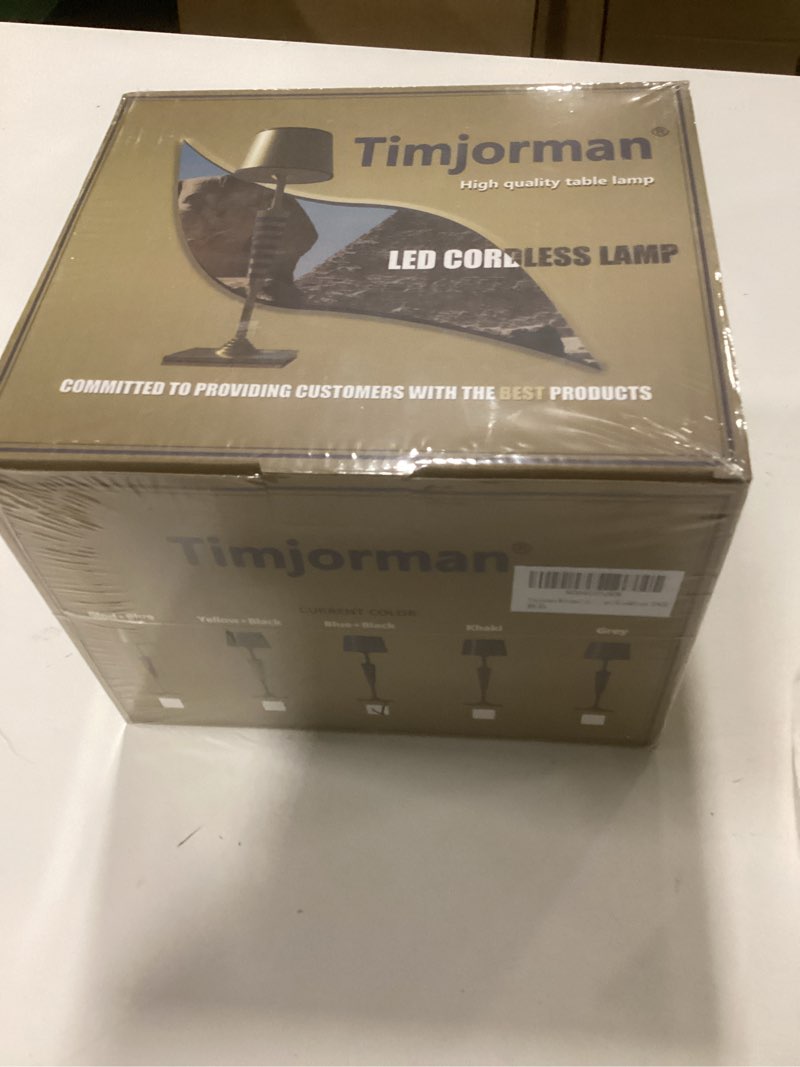 Timjorman®
High quality table lamp
LED CORDLESS LAMP
COMMITTED TO PROVIDING CUSTOMERS WITH THE BEST PRODUCTS
Timjorman®
CURRENT COLOR:
Yellow+Black
Blue+Black
Khaki
Grey